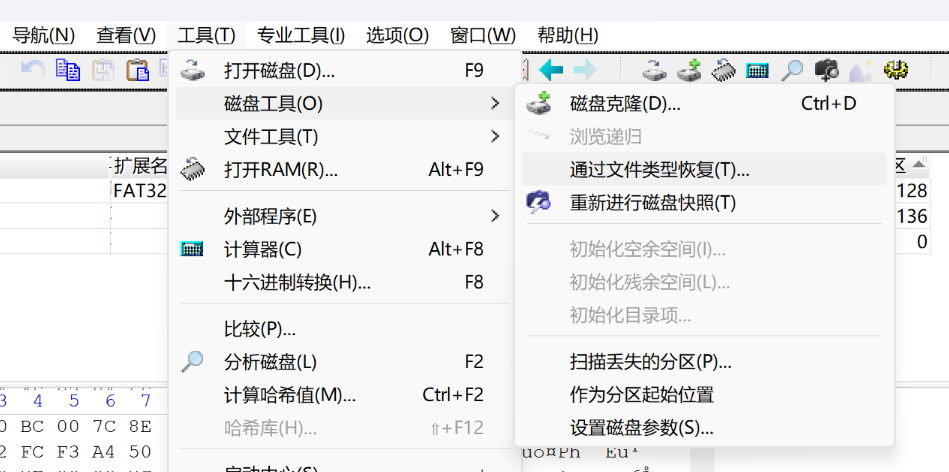 导航(N) 查看(V) 工具(T) 专业工具(I) 选项(O) 窗口(W) 帮助(H)
打开磁盘(D)... F9
磁盘工具(O)
文件工具(T)
打开RAM(R)... Alt+F9
外部程序(E)
计算器(C) Alt+F8
十六进制转换(H)... F8
比较(P)...
分析磁盘(L) F2
计算哈希值(M)... Ctrl+F2
哈希库(H)... ⇧+F12
磁盘克隆(D)... Ctrl+D
浏览递归
通过文件类型恢复(T)...
重新进行磁盘快照(T)
初始化空余空间(I)...
初始化残余空间(L)...
初始化目录项...
扫描丢失的分区(P)...
作为分区起始位置
设置磁盘参数(S)...
扩展名
FAT32
区
128
136
0
3 4 5 6 7
0 BC 00 7C 8E
2 FC F3 A4 50